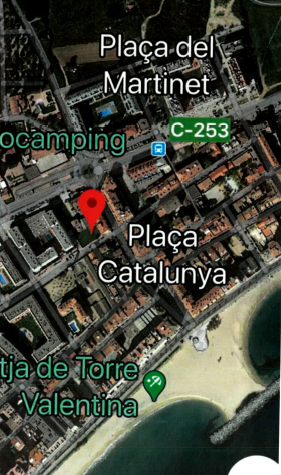 Plaça del
Martinet
ocamping
C-253
Plaça
Catalunya
tja de Torre
Valentina